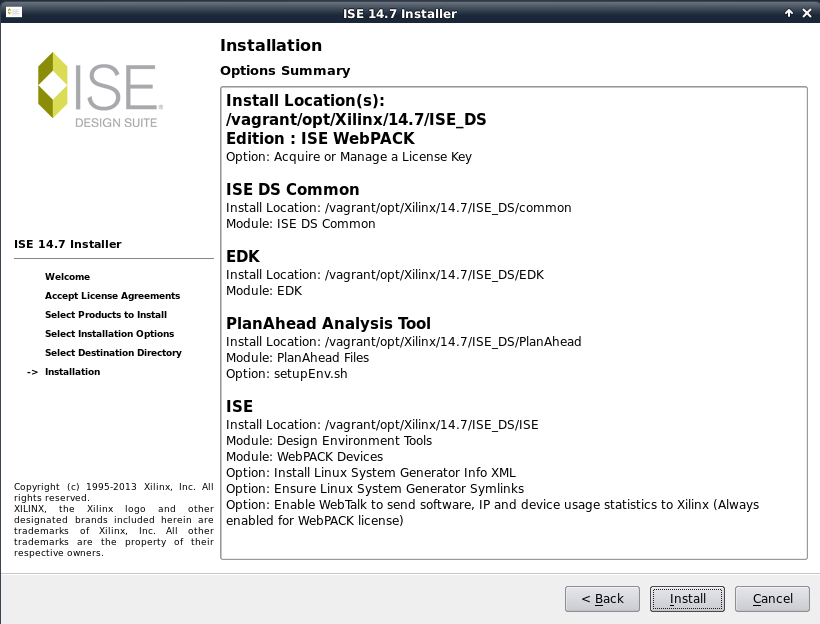 ISE 14.7 Installer
ISE
DESIGN SUITE
ISE 14.7 Installer
Welcome
Accept License Agreements
Select Products to Install
Select Installation Options
Select Destination Directory
-> Installation
Copyright (c) 1995-2013 Xilinx, Inc. All
rights reserved.
XILINX, the Xilinx logo and other
designated brands included herein are
trademarks of Xilinx, Inc. All other
trademarks are the property of their
respective owners.
Installation
Options Summary
Install Location(s):
/vagrant/opt/Xilinx/14.7/ISE_DS
Edition : ISE WebPACK
Option: Acquire or Manage a License Key
ISE DS Common
Install Location: /vagrant/opt/Xilinx/14.7/ISE_DS/common
Module: ISE DS Common
EDK
Install Location: /vagrant/opt/Xilinx/14.7/ISE_DS/EDK
Module: EDK
PlanAhead Analysis Tool
Install Location: /vagrant/opt/Xilinx/14.7/ISE_DS/PlanAhead
Module: PlanAhead Files
Option: setupEnv.sh
ISE
Install Location: /vagrant/opt/Xilinx/14.7/ISE_DS/ISE
Module: Design Environment Tools
Module: WebPACK Devices
Option: Install Linux System Generator Info XML
Option: Ensure Linux System Generator Symlinks
Option: Enable WebTalk to send software, IP and device usage statistics to Xilinx (Always
enabled for WebPACK license)
< Back
Install
Cancel